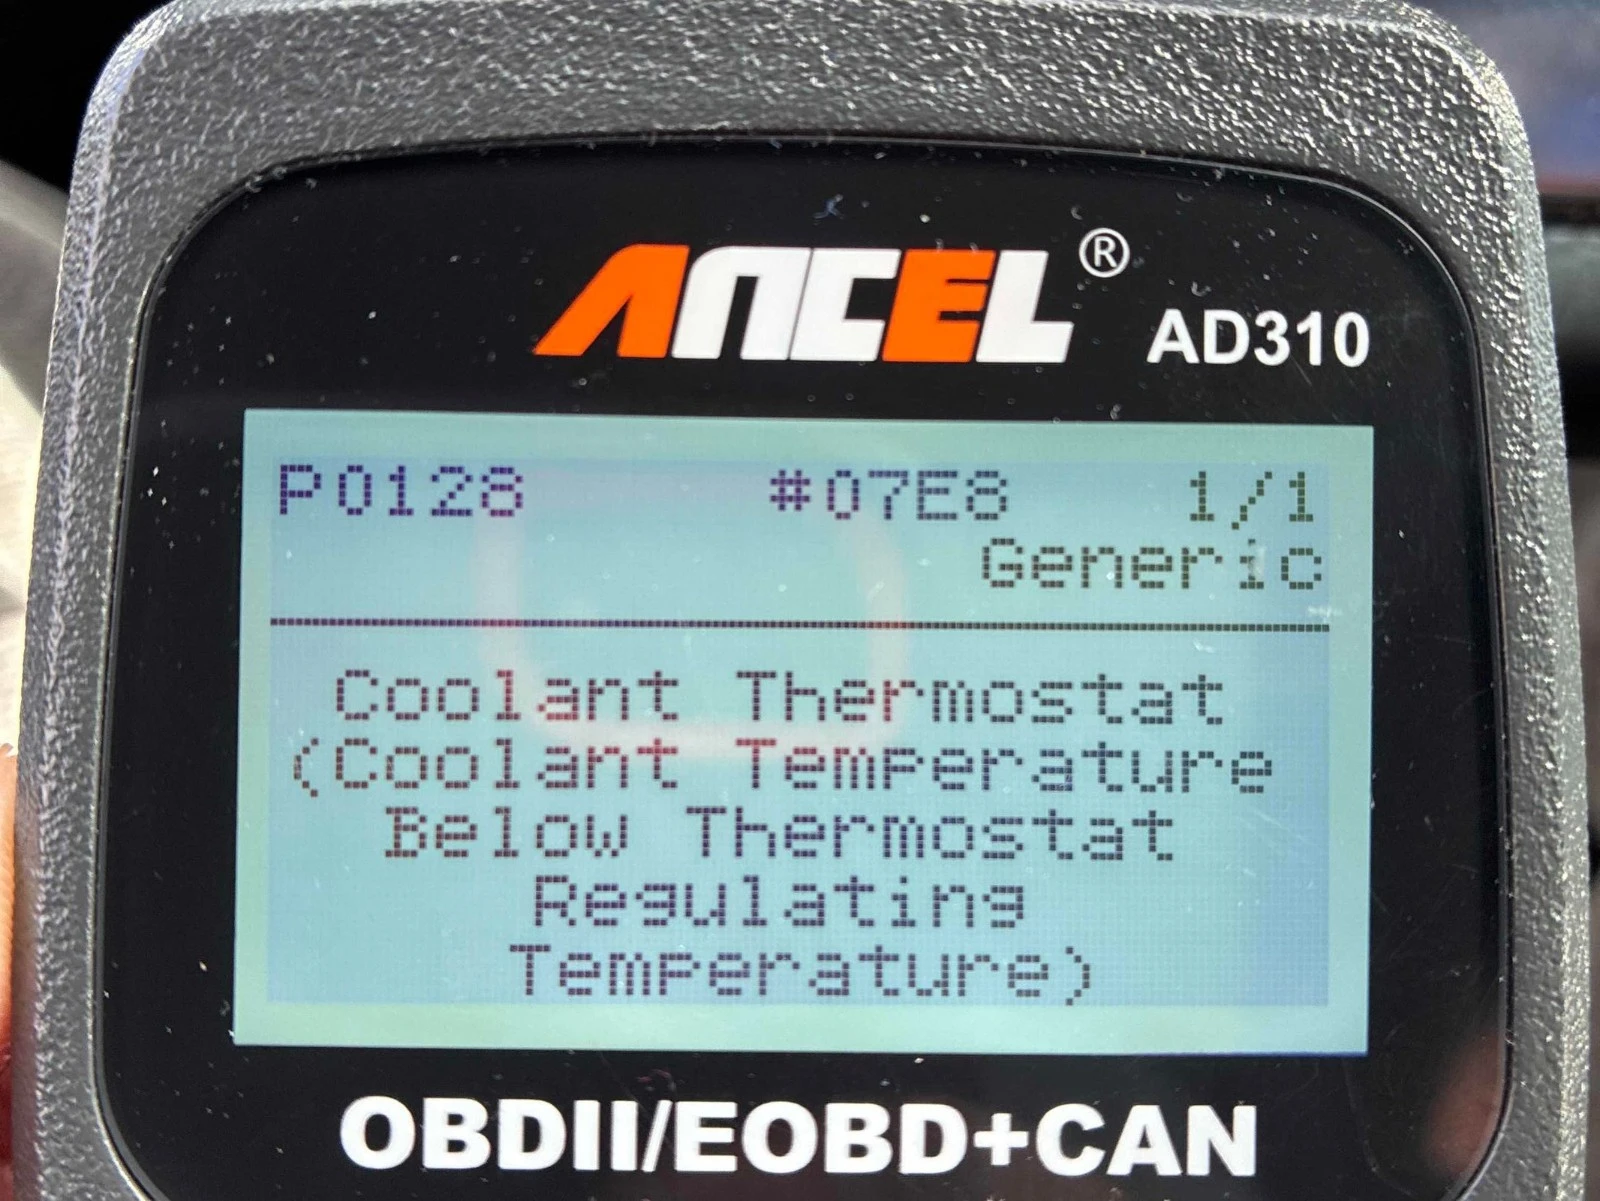 ANCEL ®
AD310
P0128 #07E8 1/1
Generic
Coolant Thermostat
(Coolant Temperature
Below Thermostat
Regulating
Temperature)
OBDII/EOBD+CAN